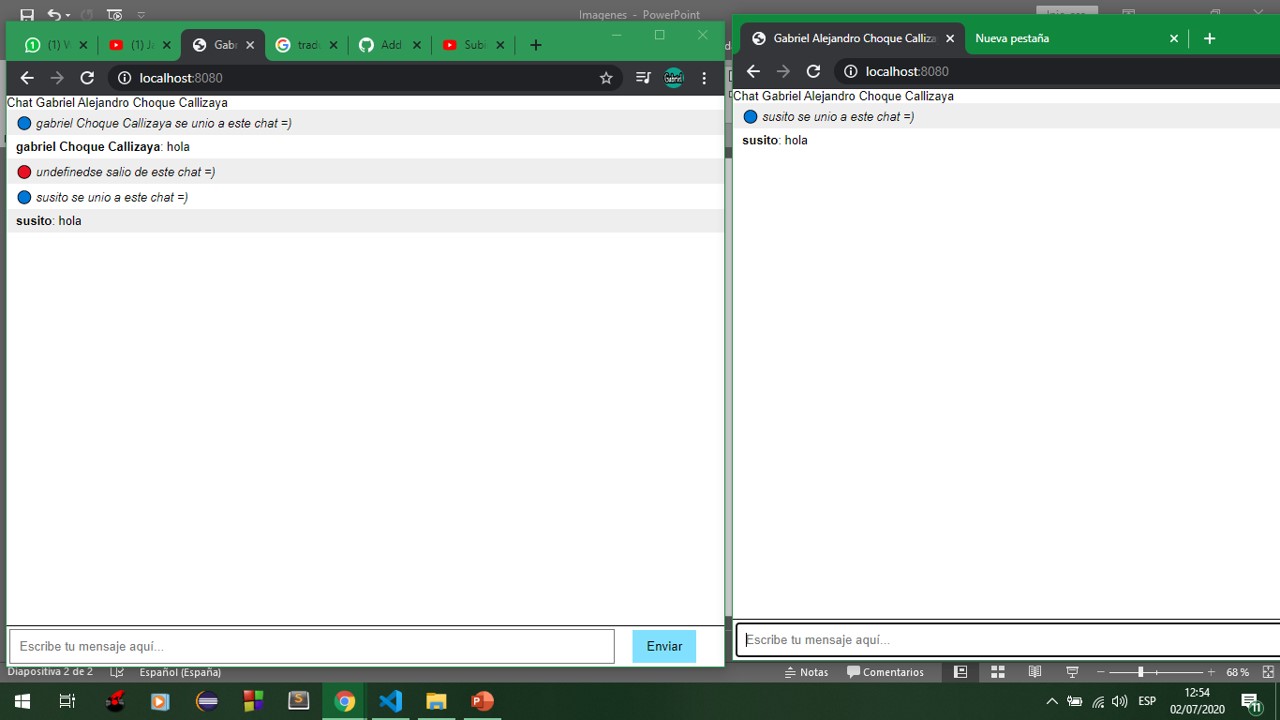 Imagenes - PowerPoint
(1) W
(1) Ju
Gabr
trad
Add
Subi
localhost:8080
Chat Gabriel Alejandro Choque Callizaya
gabriel Choque Callizaya se unio a este chat =)
gabriel Choque Callizaya: hola
undefinedse salio de este chat =)
susito se unio a este chat =)
susito: hola
Escribe tu mensaje aquí...
Enviar
Gabriel Alejandro Choque Calliza
Nueva pestaña
localhost:8080
Chat Gabriel Alejandro Choque Callizaya
susito se unio a este chat =)
susito: hola
Escribe tu mensaje aquí...
Diapositiva 2 de 2
Español (España)
Notas
Comentarios
68 %
ESP
12:54
02/07/2020
11